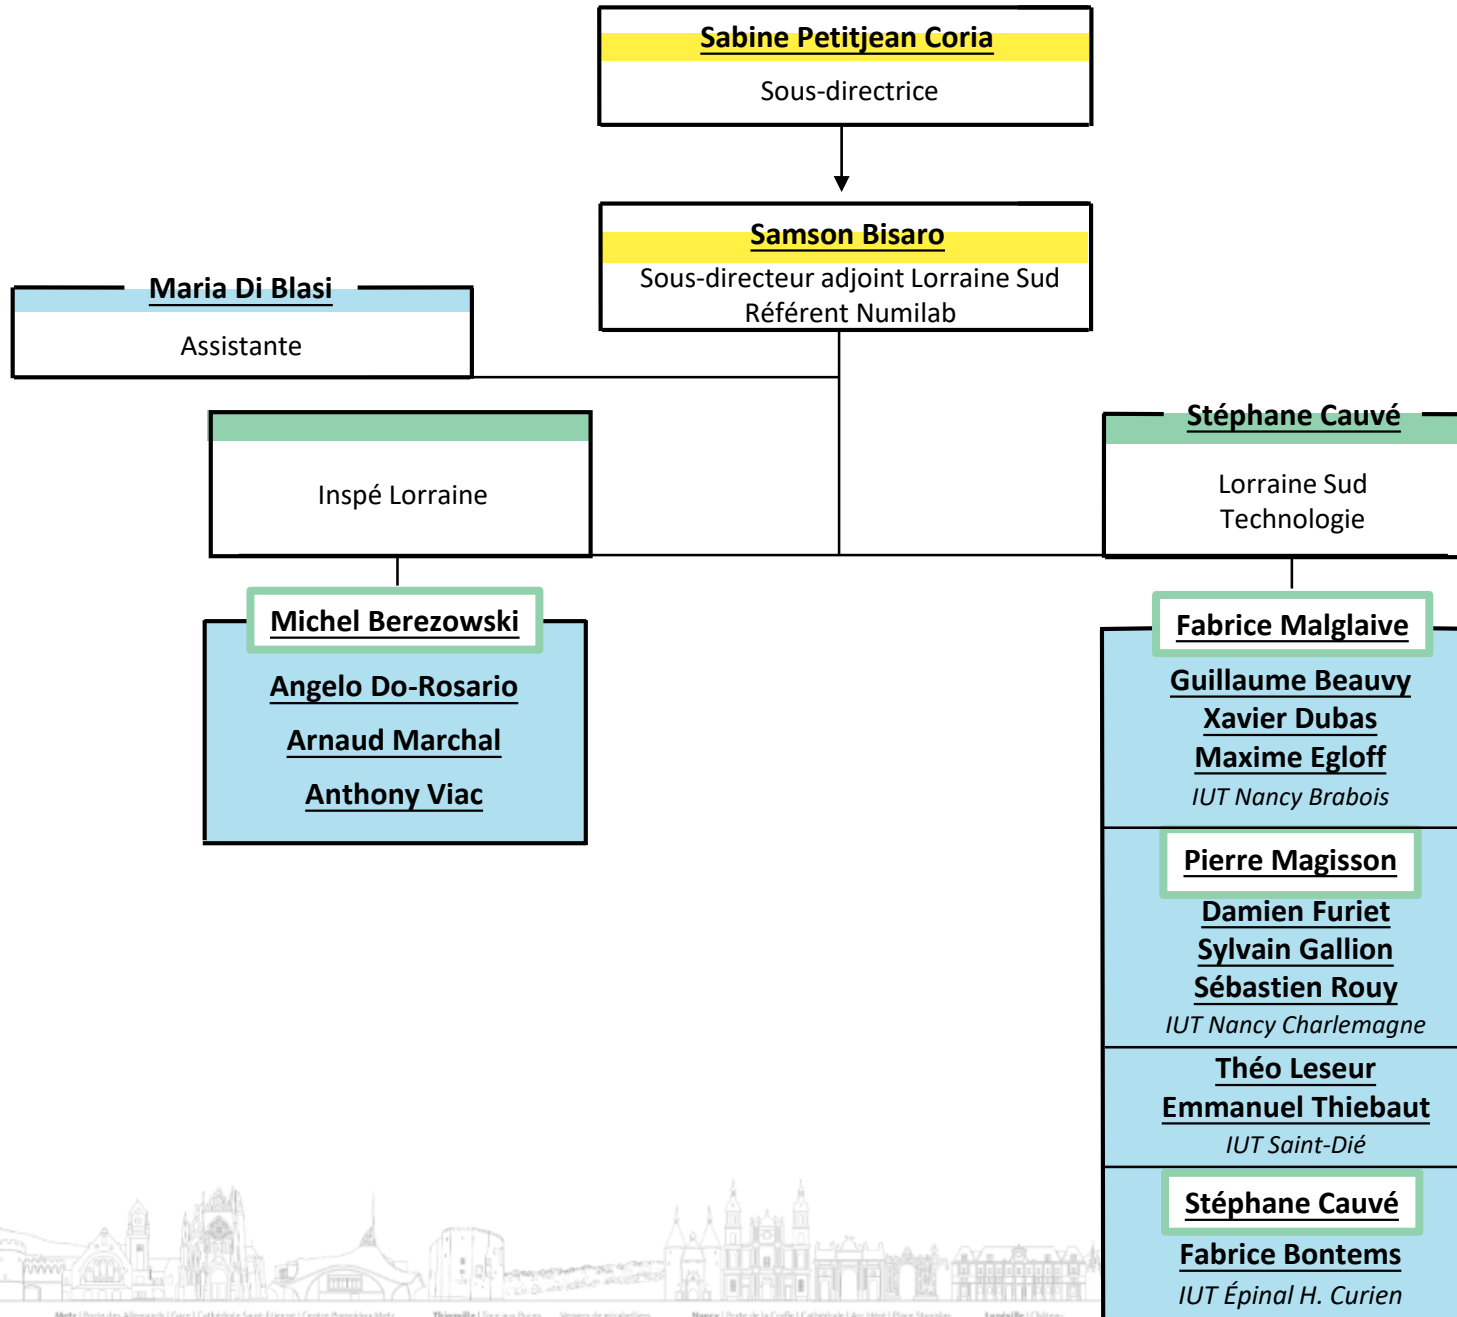 Sabine Petitjean Coria
Sous-directrice
Samson Bisaro
Sous-directeur adjoint Lorraine Sud
Référent Numilab
Maria Di Blasi
Assistante
Inspé Lorraine
Stéphane Cauvé
Lorraine Sud
Technologie
Michel Berezowski
Angelo Do-Rosario
Arnaud Marchal
Anthony Viac
Fabrice Malglaive
Guillaume Beauvy
Xavier Dubas
Maxime Egloff
IUT Nancy Brabois
Pierre Magisson
Damien Furiet
Sylvain Gallion
Sébastien Rouy
IUT Nancy Charlemagne
Théo Leseur
Emmanuel Thiebaut
IUT Saint-Dié
Stéphane Cauvé
Fabrice Bontems
IUT Épinal H. Curien